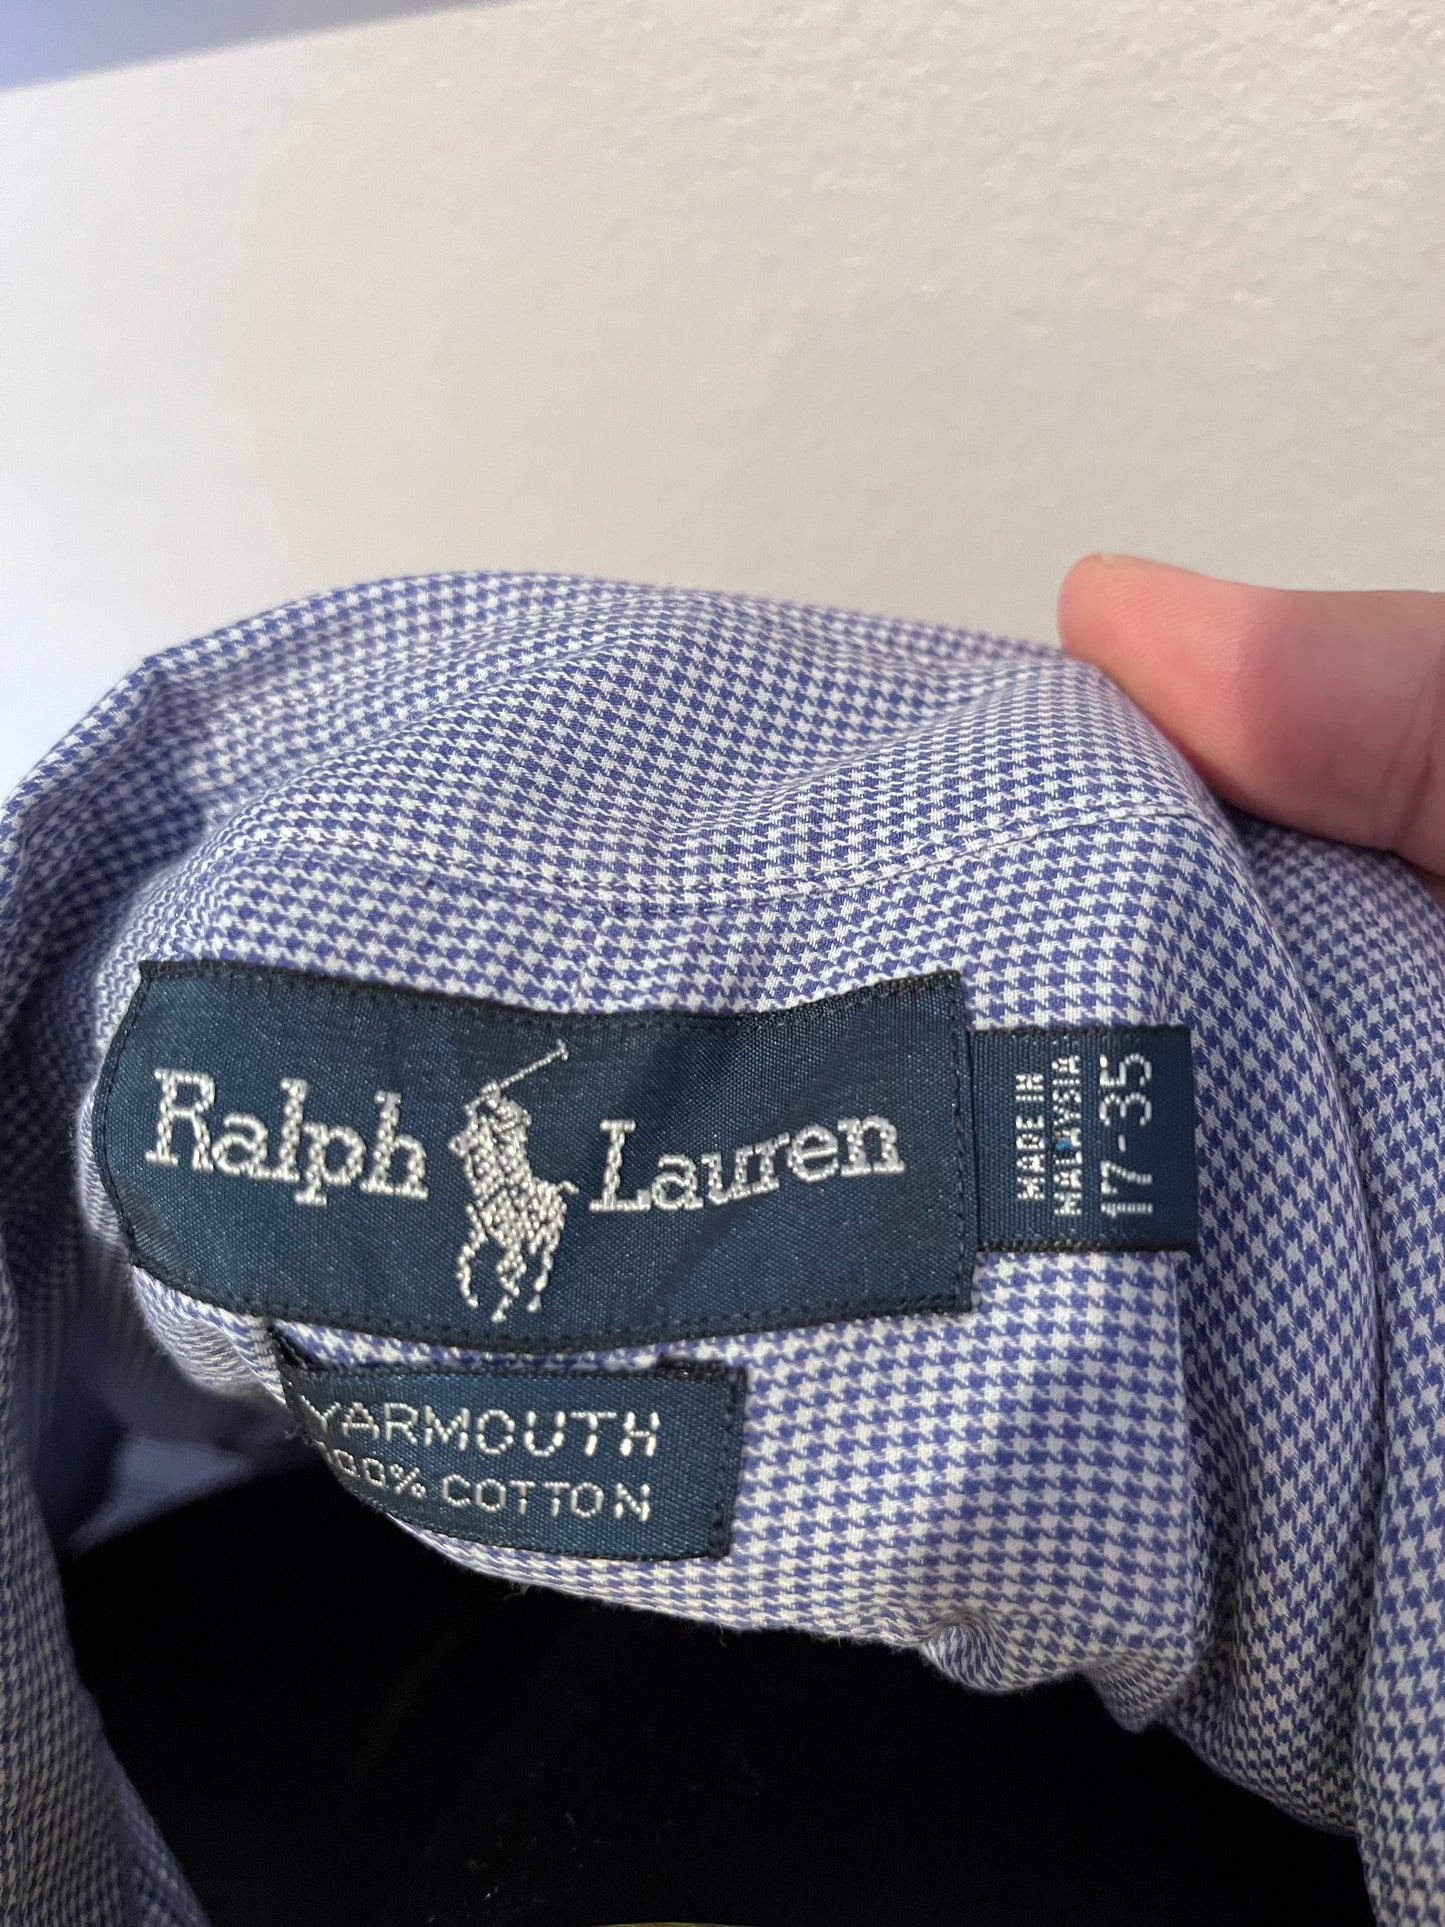 Ralph Lauren
MADE IN
MALAYSIA
17-35
YARMOUTH
100% COTTON